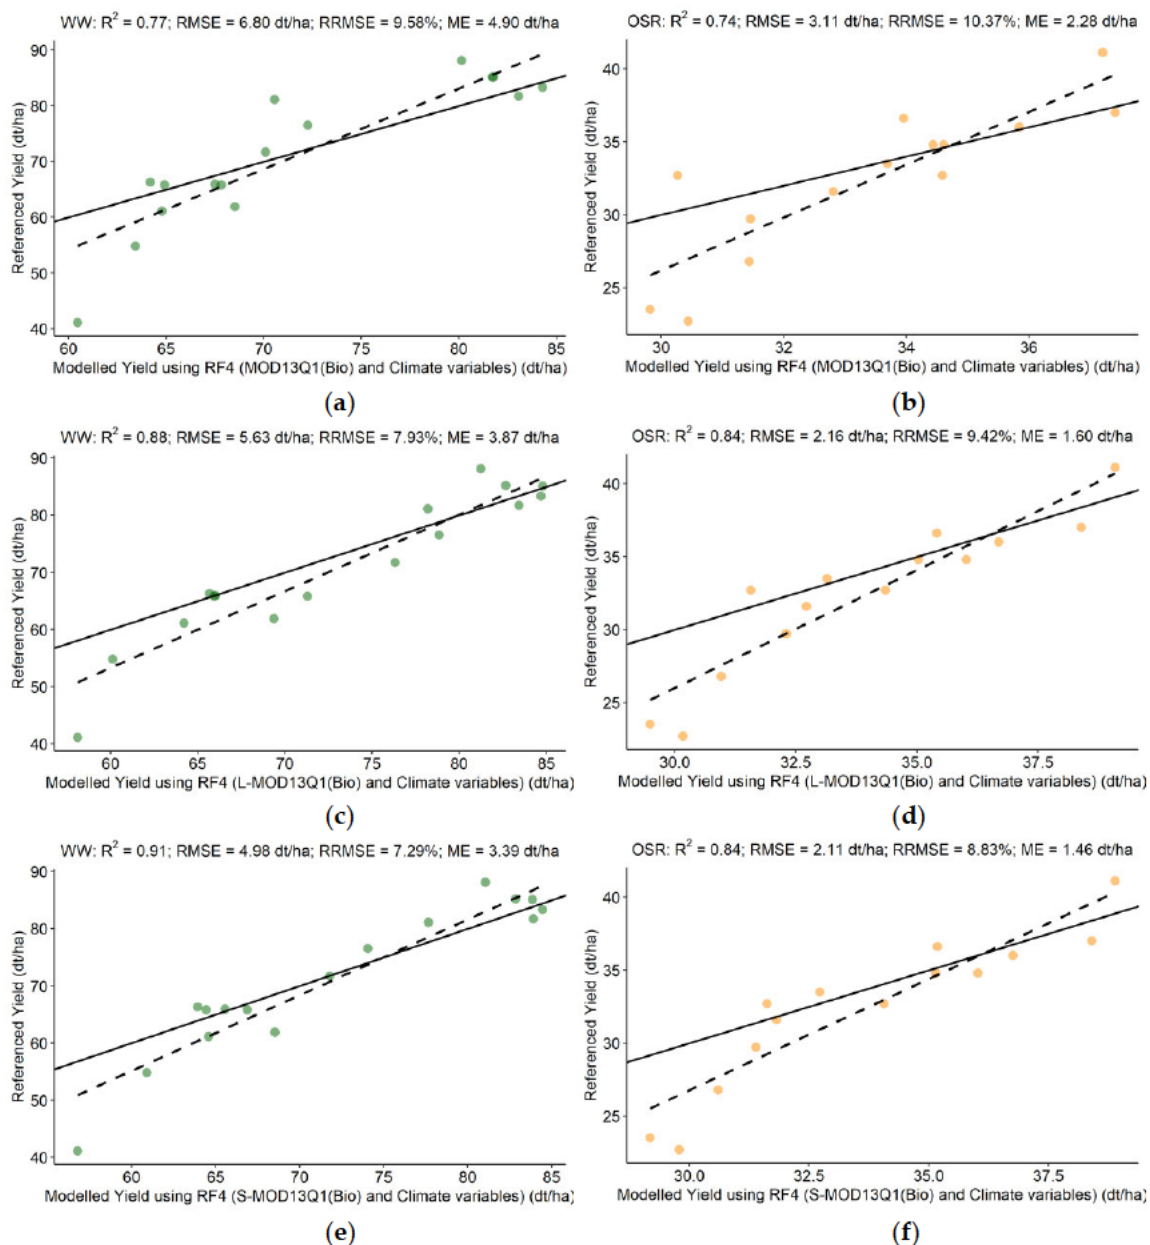 WW: R² = 0.77; RMSE = 6.80 dt/ha; RRMSE = 9.58%; ME = 4.90 dt/ha
90
80
70
60
50
40
Referenced Yield (dt/ha)
60 65 70 75 80 85
Modelled Yield using RF4 (MOD13Q1(Bio) and Climate variables) (dt/ha)
(a)
OSR: R² = 0.74; RMSE = 3.11 dt/ha; RRMSE = 10.37%; ME = 2.28 dt/ha
40
35
30
25
Referenced Yield (dt/ha)
30 32 34 36
Modelled Yield using RF4 (MOD13Q1(Bio) and Climate variables) (dt/ha)
(b)
WW: R² = 0.88; RMSE = 5.63 dt/ha; RRMSE = 7.93%; ME = 3.87 dt/ha
90
80
70
60
50
40
Referenced Yield (dt/ha)
60 65 70 75 80 85
Modelled Yield using RF4 (L-MOD13Q1(Bio) and Climate variables) (dt/ha)
(c)
OSR: R² = 0.84; RMSE = 2.16 dt/ha; RRMSE = 9.42%; ME = 1.60 dt/ha
40
35
30
25
Referenced Yield (dt/ha)
30.0 32.5 35.0 37.5
Modelled Yield using RF4 (L-MOD13Q1(Bio) and Climate variables) (dt/ha)
(d)
WW: R² = 0.91; RMSE = 4.98 dt/ha; RRMSE = 7.29%; ME = 3.39 dt/ha
90
80
70
60
50
40
Referenced Yield (dt/ha)
60 65 70 75 80 85
Modelled Yield using RF4 (S-MOD13Q1(Bio) and Climate variables) (dt/ha)
(e)
OSR: R² = 0.84; RMSE = 2.11 dt/ha; RRMSE = 8.83%; ME = 1.46 dt/ha
40
35
30
25
Referenced Yield (dt/ha)
30.0 32.5 35.0 37.5
Modelled Yield using RF4 (S-MOD13Q1(Bio) and Climate variables) (dt/ha)
(f)